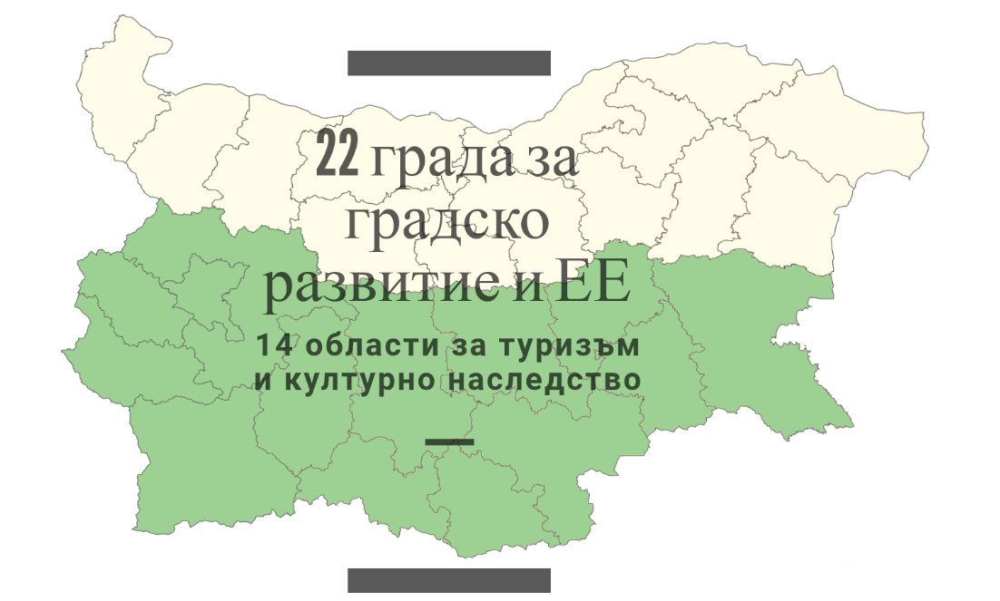 22 града за
градско
развитие и ЕЕ
14 области за туризъм
и културно наследство